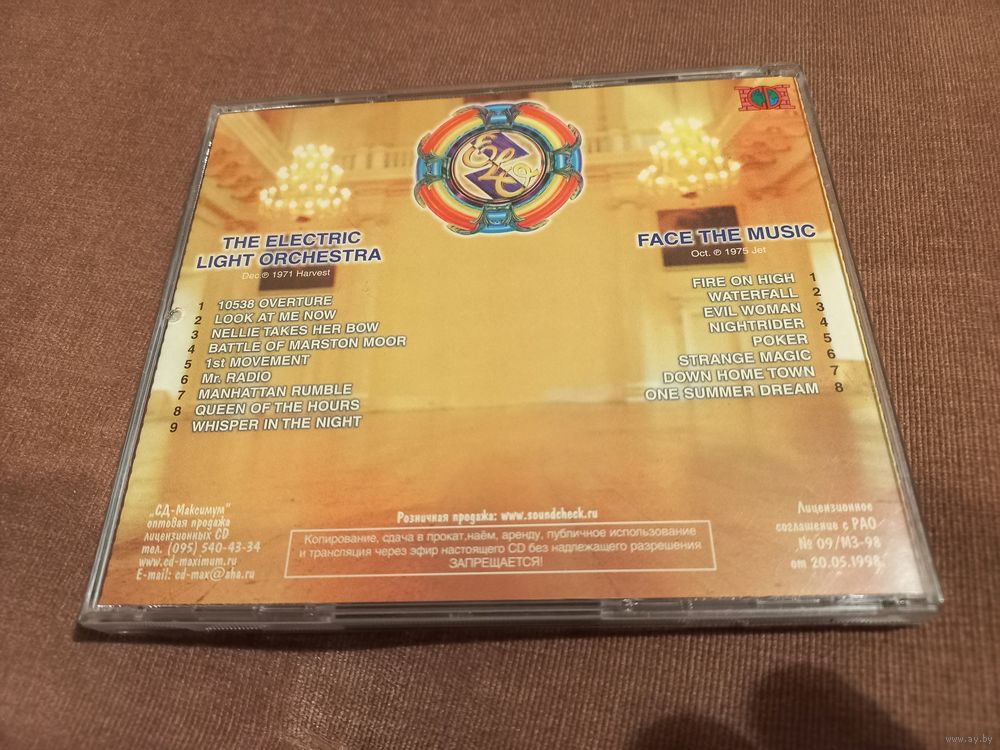 THE ELECTRIC
LIGHT ORCHESTRA
Dec ℗ 1971 Harvest
1 10538 OVERTURE
2 LOOK AT ME NOW
3 NELLIE TAKES HER BOW
4 BATTLE OF MARSTON MOOR
5 1st MOVEMENT
6 Mr. RADIO
7 MANHATTAN RUMBLE
8 QUEEN OF THE HOURS
9 WHISPER IN THE NIGHT
FACE THE MUSIC
Oct. ℗ 1975 Jet
FIRE ON HIGH 1
WATERFALL 2
EVIL WOMAN 3
NIGHTRIDER 4
POKER 5
STRANGE MAGIC 6
DOWN HOME TOWN 7
ONE SUMMER DREAM 8
„СД-Максимум"
оптовая продажа
лицензионных CD
тел. (095) 540-43-34
www.cd-maximum.ru
E-mail: cd-max@aha.ru
Розничная продажа: www.soundcheck.ru
Копирование, сдача в прокат,наём, аренду, публичное использование
и трансляция через эфир настоящего CD без надлежащего разрешения
ЗАПРЕЩАЕТСЯ!
Лицензионное
соглашение с РАО
№ 09/МЗ-98
от 20.05.1998
www.ay.by